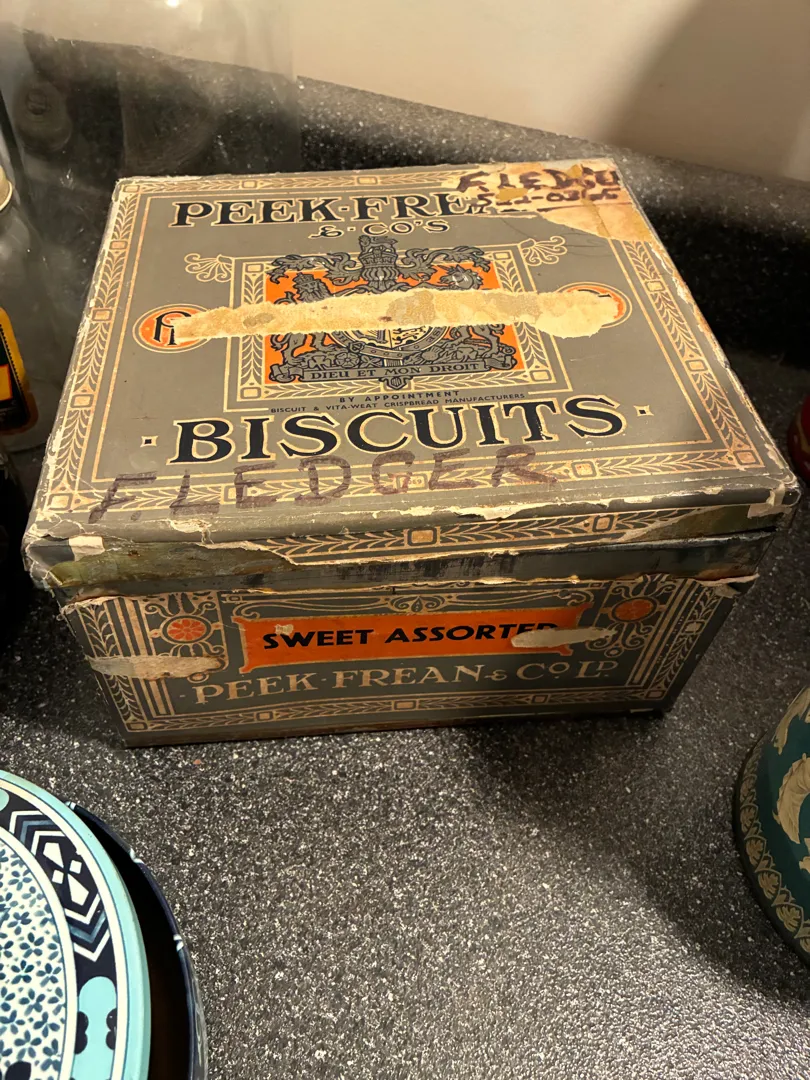 PEEK·FRE
& CO'S
DIEU ET MON DROIT
BY APPOINTMENT
BISCUIT & VITA-WEAT CRISPBREAD MANUFACTURERS
·BISCUITS·
F.LEDGER
SWEET ASSORTED
PEEK·FREAN & CO LD